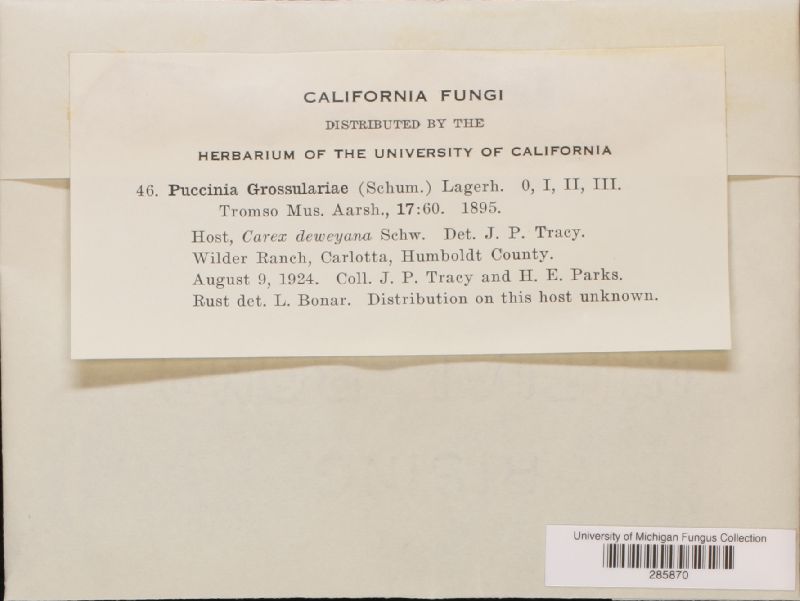 CALIFORNIA FUNGI
DISTRIBUTED BY THE
HERBARIUM OF THE UNIVERSITY OF CALIFORNIA
46. Puccinia Grossulariae (Schum.) Lagerh. 0, I, II, III.
Tromso Mus. Aarsh., 17:60. 1895.
Host, Carex deweyana Schw. Det. J. P. Tracy.
Wilder Ranch, Carlotta, Humboldt County.
August 9, 1924. Coll. J. P. Tracy and H. E. Parks.
Rust det. L. Bonar. Distribution on this host unknown.
University of Michigan Fungus Collection
285870